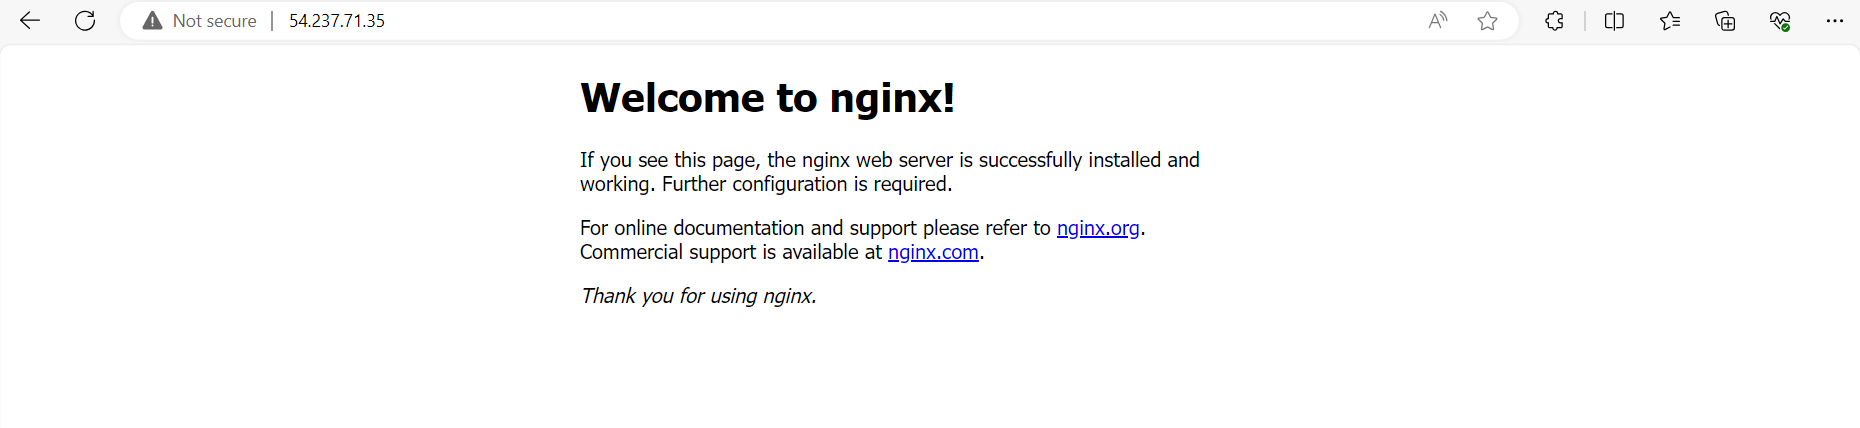 Not secure | 54.237.71.35
Welcome to nginx!
If you see this page, the nginx web server is successfully installed and
working. Further configuration is required.
For online documentation and support please refer to nginx.org.
Commercial support is available at nginx.com.
Thank you for using nginx.